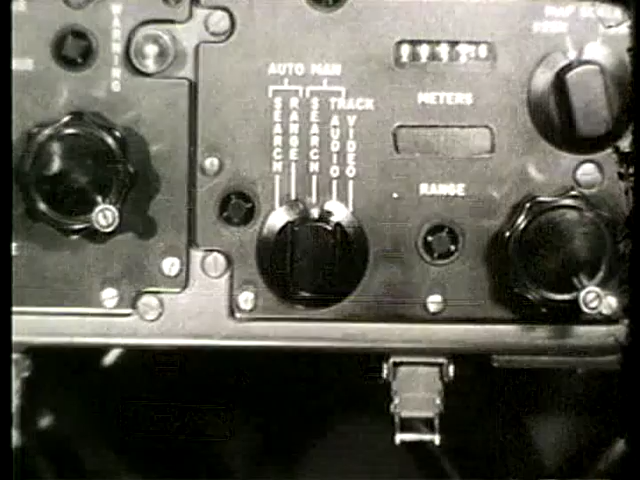 WARNING
AUTO MAN
SEARCH
RANGE
SEARCH
TRACK
AUDIO
VIDEO
METERS
RANGE